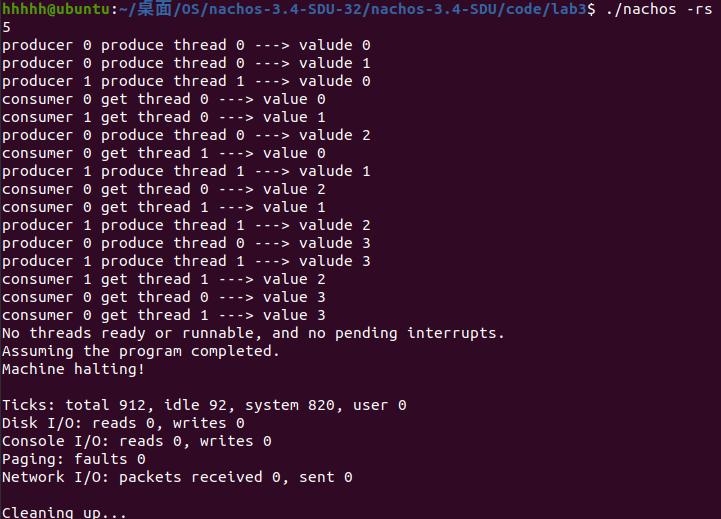 hhhhh@ubuntu:~/桌面/OS/nachos-3.4-SDU-32/nachos-3.4-SDU/code/lab3$ ./nachos -rs
5
producer 0 produce thread 0 ---> valude 0
producer 0 produce thread 0 ---> valude 1
producer 1 produce thread 1 ---> valude 0
consumer 0 get thread 0 ---> value 0
consumer 1 get thread 0 ---> value 1
producer 0 produce thread 0 ---> valude 2
consumer 0 get thread 1 ---> value 0
producer 1 produce thread 1 ---> valude 1
consumer 0 get thread 0 ---> value 2
consumer 0 get thread 1 ---> value 1
producer 1 produce thread 1 ---> valude 2
producer 0 produce thread 0 ---> valude 3
producer 1 produce thread 1 ---> valude 3
consumer 1 get thread 1 ---> value 2
consumer 0 get thread 0 ---> value 3
consumer 0 get thread 1 ---> value 3
No threads ready or runnable, and no pending interrupts.
Assuming the program completed.
Machine halting!
Ticks: total 912, idle 92, system 820, user 0
Disk I/O: reads 0, writes 0
Console I/O: reads 0, writes 0
Paging: faults 0
Network I/O: packets received 0, sent 0
Cleaning up...